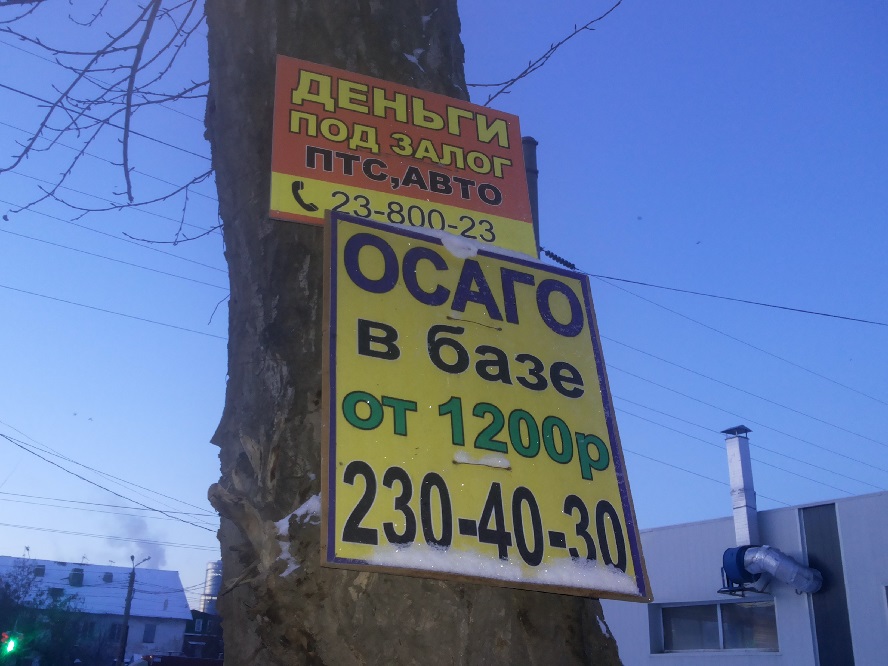 ДЕНЬГИ
ПОД ЗАЛОГ
ПТС,АВТО
23-800-23
ОСАГО
в базе
от 1200р
230-40-30